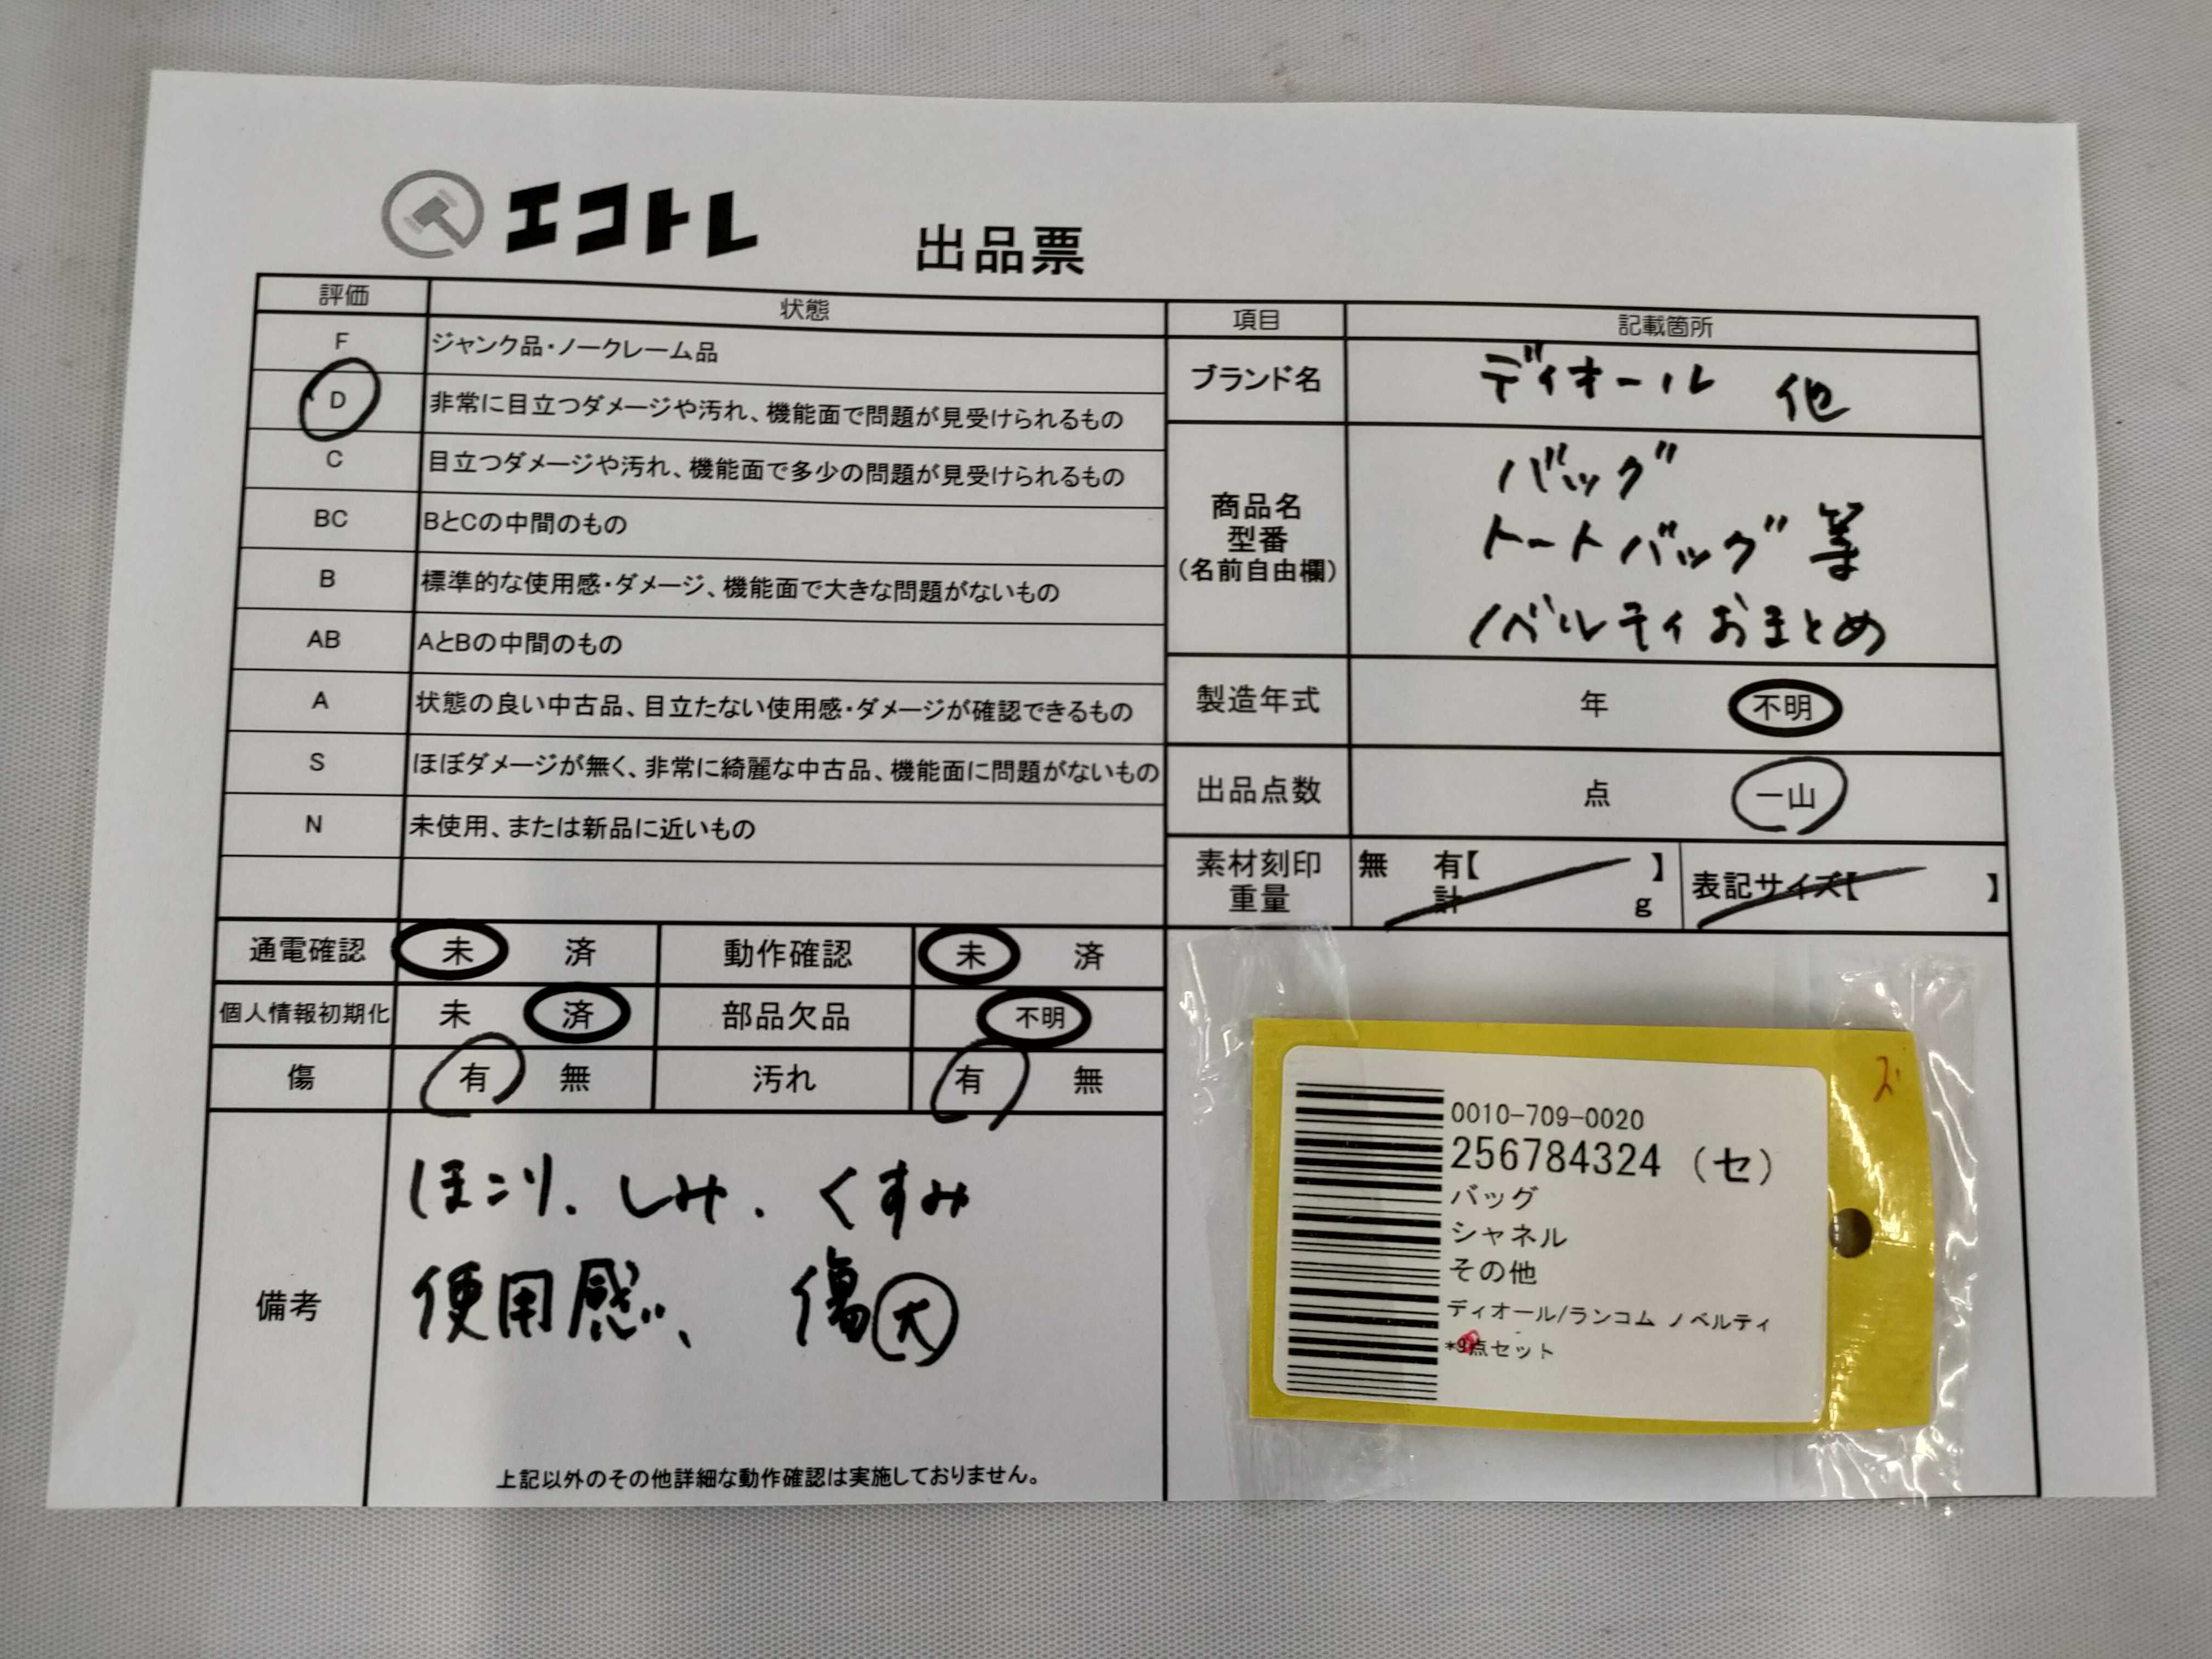 エコトレ 出品票
評価 状態
F ジャンク品・ノークレーム品
D 非常に目立つダメージや汚れ、機能面で問題が見受けられるもの
C 目立つダメージや汚れ、機能面で多少の問題が見受けられるもの
BC BとCの中間のもの
B 標準的な使用感・ダメージ、機能面で大きな問題がないもの
AB AとBの中間のもの
A 状態の良い中古品、目立たない使用感・ダメージが確認できるもの
S ほぼダメージが無く、非常に綺麗な中古品、機能面に問題がないもの
N 未使用、または新品に近いもの
通電確認 未 済 動作確認 未 済
個人情報初期化 未 済 部品欠品 不明
傷 有 無 汚れ 有 無
備考
ほこり、しみ、くすみ
使用感、傷大
上記以外のその他詳細な動作確認は実施しておりません。
項目 記載箇所
ブランド名 ディオール 他
商品名
型番
(名前自由欄)
バッグ
トートバッグ 等
ノベルティおまとめ
製造年式 年 不明
出品点数 点 一山
素材刻印 無 有【 】
重量 計 g
表記サイズ【 】
0010-709-0020
256784324 (セ)
バッグ
シャネル
その他
ディオール/ランコム ノベルティ
点セット